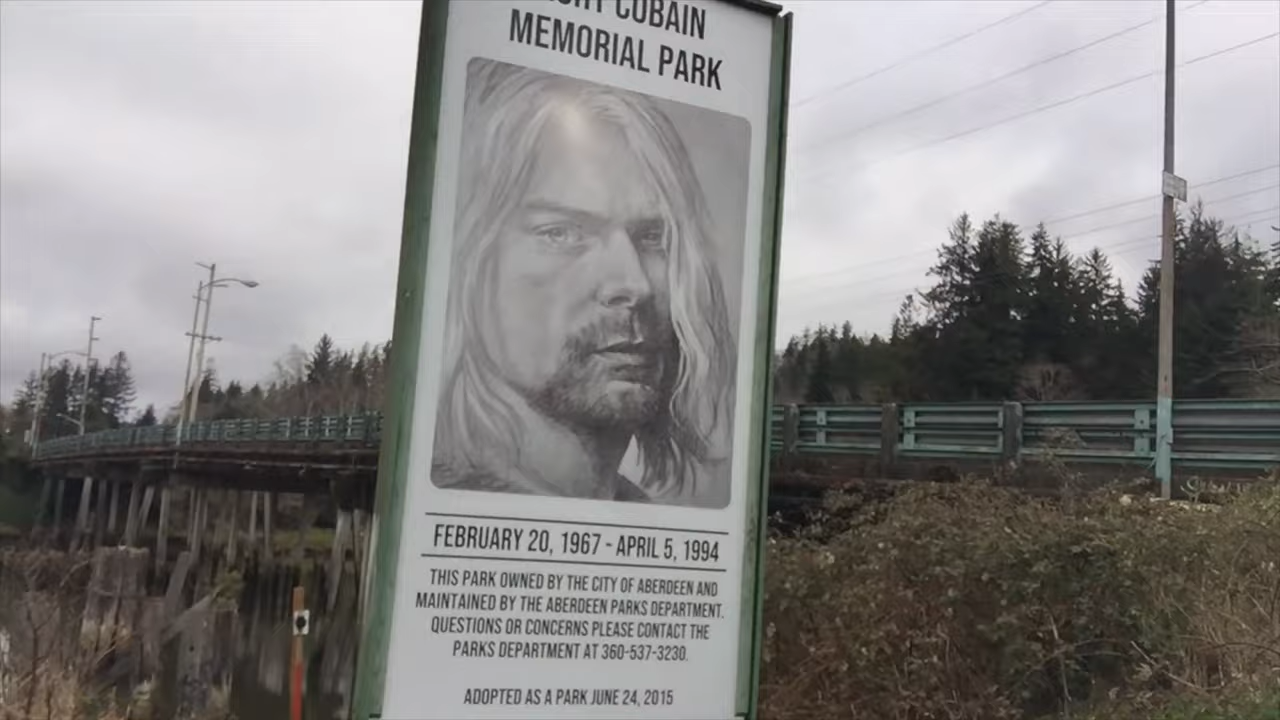 COBAIN
MEMORIAL PARK
FEBRUARY 20, 1967 - APRIL 5, 1994
THIS PARK OWNED BY THE CITY OF ABERDEEN AND
MAINTAINED BY THE ABERDEEN PARKS DEPARTMENT.
QUESTIONS OR CONCERNS PLEASE CONTACT THE
PARKS DEPARTMENT AT 360-537-3230.
ADOPTED AS A PARK JUNE 24, 2015